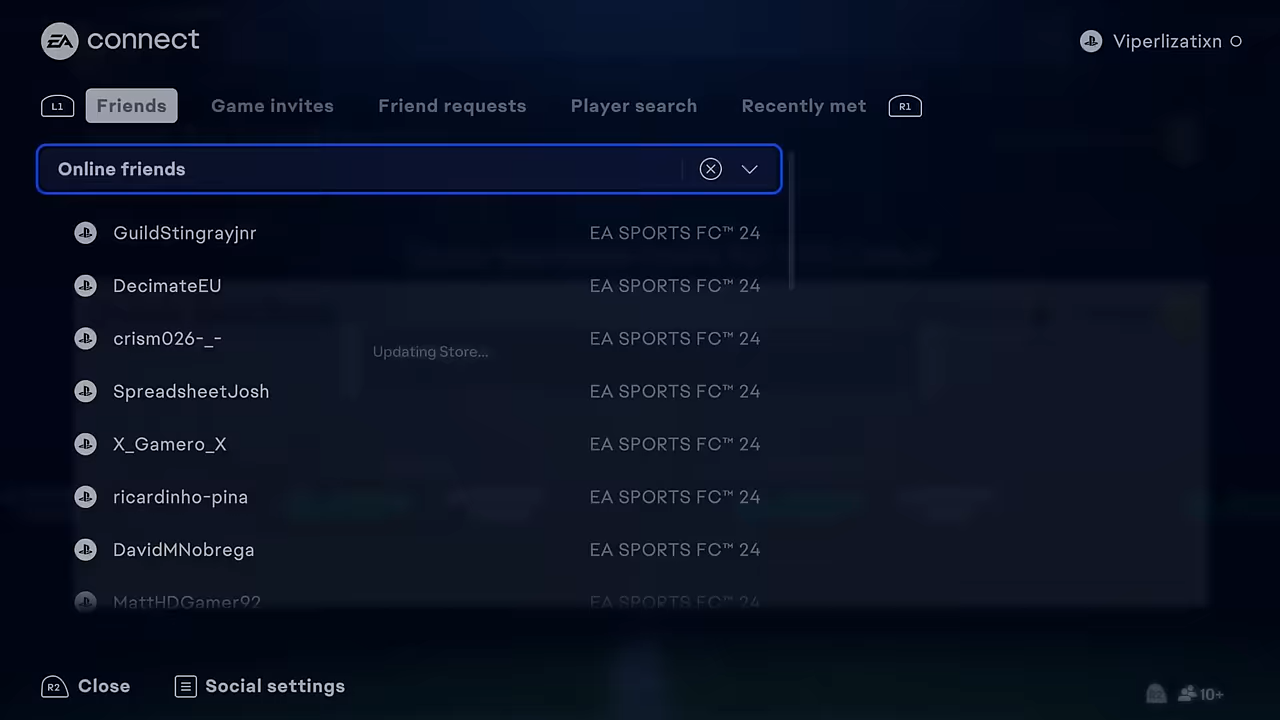 EA connect
Viperlizatixn
L1 Friends Game invites Friend requests Player search Recently met R1
Online friends
GuildStingrayjnr EA SPORTS FC™ 24
DecimateEU EA SPORTS FC™ 24
crism026-_- EA SPORTS FC™ 24
Updating Store...
SpreadsheetJosh EA SPORTS FC™ 24
X_Gamero_X EA SPORTS FC™ 24
ricardinho-pina EA SPORTS FC™ 24
DavidMNobrega EA SPORTS FC™ 24
MattHDGamer92 EA SPORTS FC™ 24
R2 Close Social settings
R2 10+